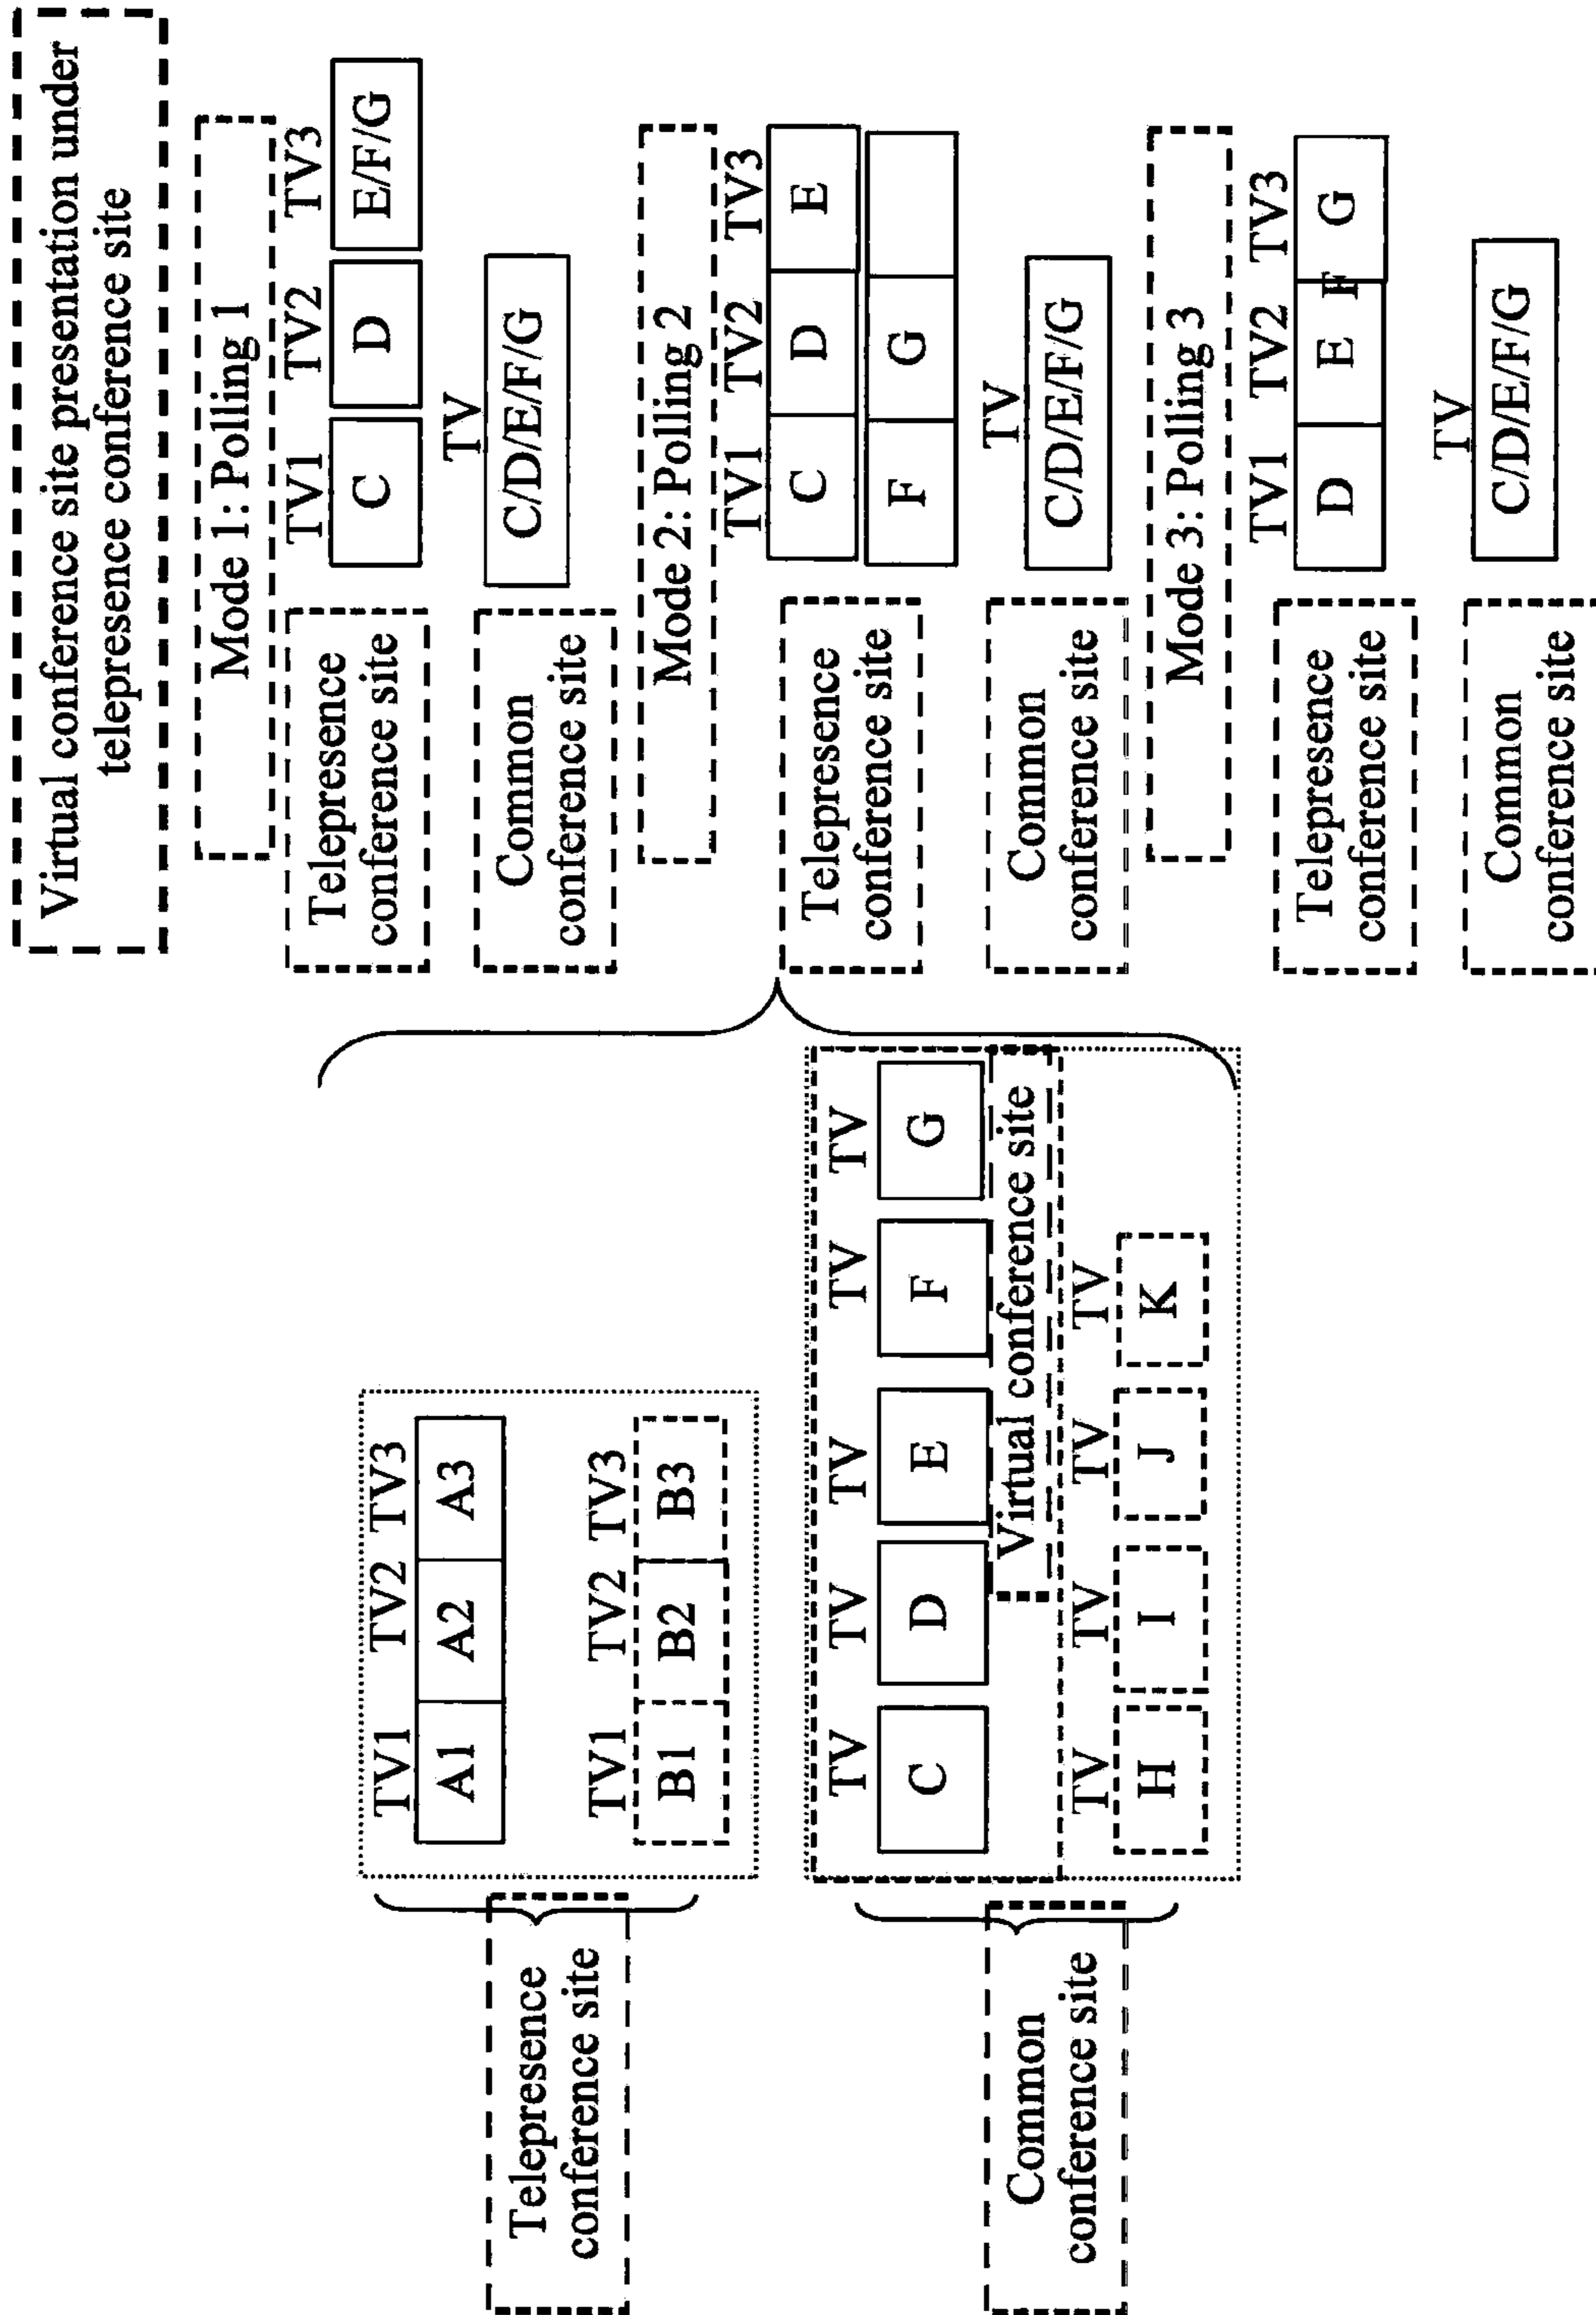 Virtual conference site presentation under
telepresence conference site
Telepresence
conference site
TV1 TV2 TV3
A1 A2 A3
TV1 TV2 TV3
B1 B2 B3
Common
conference site
TV TV TV TV TV
C D E F G
Virtual conference site
TV TV TV TV
H I J K
Mode 1: Polling 1
Telepresence
conference site
TV1 TV2 TV3
C D E/F/G
Common
conference site
TV
C/D/E/F/G
Mode 2: Polling 2
Telepresence
conference site
TV1 TV2 TV3
C D E
F G
Common
conference site
TV
C/D/E/F/G
Mode 3: Polling 3
Telepresence
conference site
TV1 TV2 TV3
D E F G
Common
conference site
TV
C/D/E/F/G